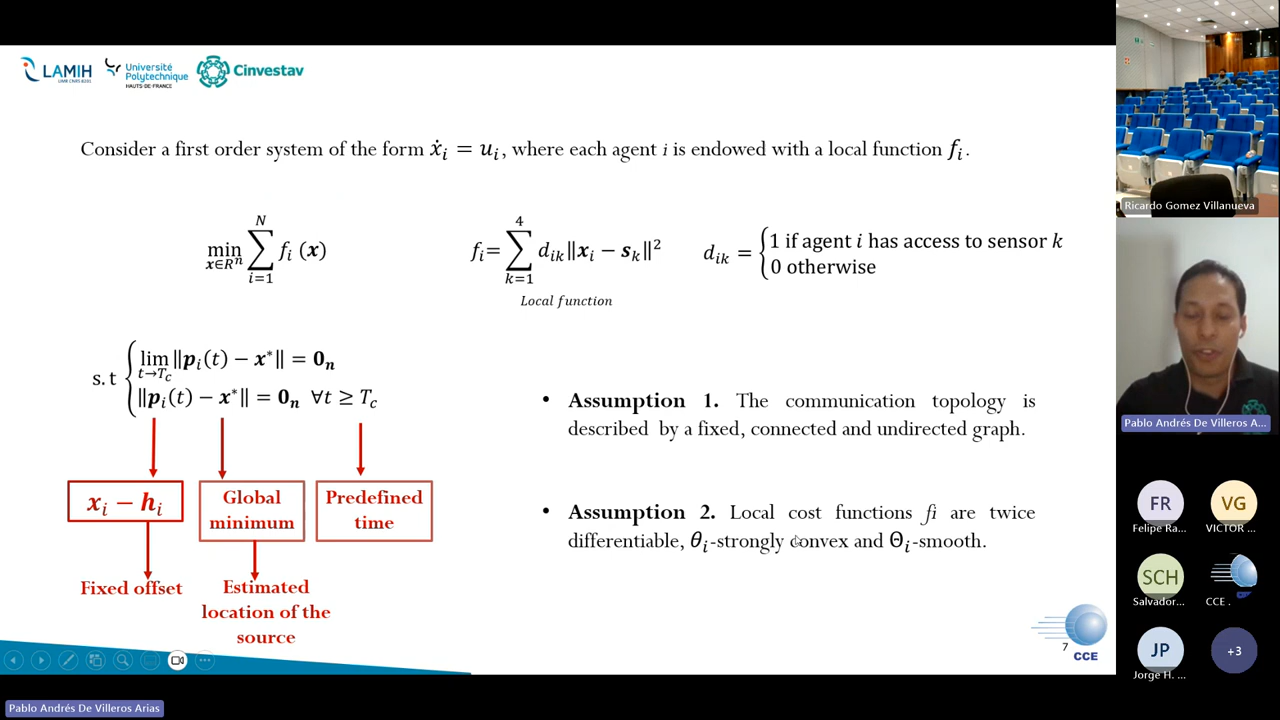 LAMIH
UMR CNRS 8201
Université
Polytechnique
HAUTS-DE-FRANCE
Cinvestav
Consider a first order system of the form ẋᵢ = uᵢ, where each agent i is endowed with a local function fᵢ.
min x∈Rⁿ ∑ i=1 N fᵢ (x)
fᵢ= ∑ k=1 4 dᵢₖ‖xᵢ − sₖ‖²
Local function
dᵢₖ = { 1 if agent i has access to sensor k
0 otherwise
s. t { lim t→T_c ‖pᵢ(t) − x*‖ = 0ₙ
‖pᵢ(t) − x*‖ = 0ₙ ∀t ≥ T_c
xᵢ − hᵢ
Global
minimum
Predefined
time
Fixed offset
Estimated
location of the
source
• Assumption 1. The communication topology is
described by a fixed, connected and undirected graph.
• Assumption 2. Local cost functions fi are twice
differentiable, θᵢ-strongly convex and Θᵢ-smooth.
7
CCE
Ricardo Gomez Villanueva
Pablo Andrés De Villeros A...
FR
Felipe Ra...
VG
VICTOR ...
SCH
Salvador...
CCE .
JP
Jorge H. ...
+3
Pablo Andrés De Villeros Arias